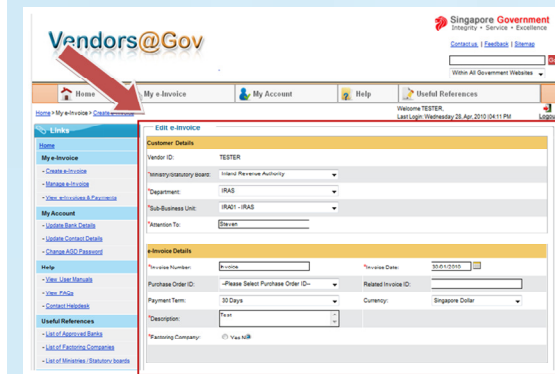 Singapore Government
Integrity • Service • Excellence
Vendors@Gov
Contact us | Feedback | Sitemap
Within All Government Websites
Home
My e-Invoice
My Account
Help
Useful References
Home > My e-Invoice > Create e-Invoice
Welcome TESTER,
Last Login: Wednesday 28, Apr, 2010 | 04:11 PM
Logout
Links
Home
My e-Invoice
- Create e-Invoice
- Manage e-Invoice
- View e-Invoices & Payments
My Account
- Update Bank Details
- Update Contact Details
- Change AGD Password
Help
- View User Manuals
- View FAQs
- Contact Helpdesk
Useful References
- List of Approved Banks
- List of Factoring Companies
- List of Ministries / Statutory boards
Edit e-Invoice
Customer Details
Vendor ID: TESTER
*Ministry/Statutory Board: Inland Revenue Authority
*Department: IRAS
*Sub-Business Unit: IRA01 - IRAS
*Attention To: Steven
e-Invoice Details
*Invoice Number: Invoice *Invoice Date: 30/01/2010
Purchase Order ID: --Please Select Purchase Order ID-- Related Invoice ID:
Payment Term: 30 Days Currency: Singapore Dollar
*Description: Test
*Factoring Company: Yes No